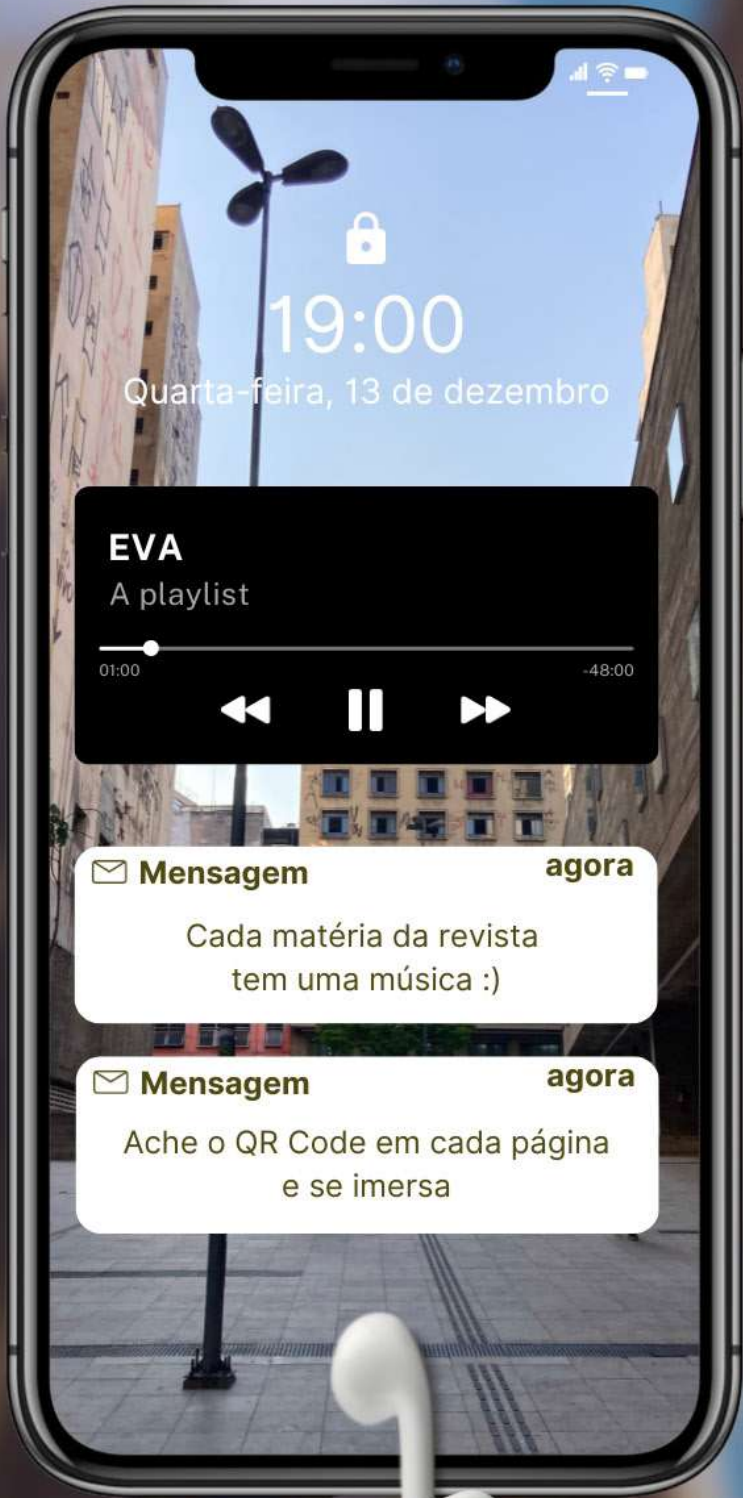 19:00
Quarta-feira, 13 de dezembro
EVA
A playlist
01:00
-48:00
Mensagem
agora
Cada matéria da revista
tem uma música :)
Mensagem
agora
Ache o QR Code em cada página
e se imersa